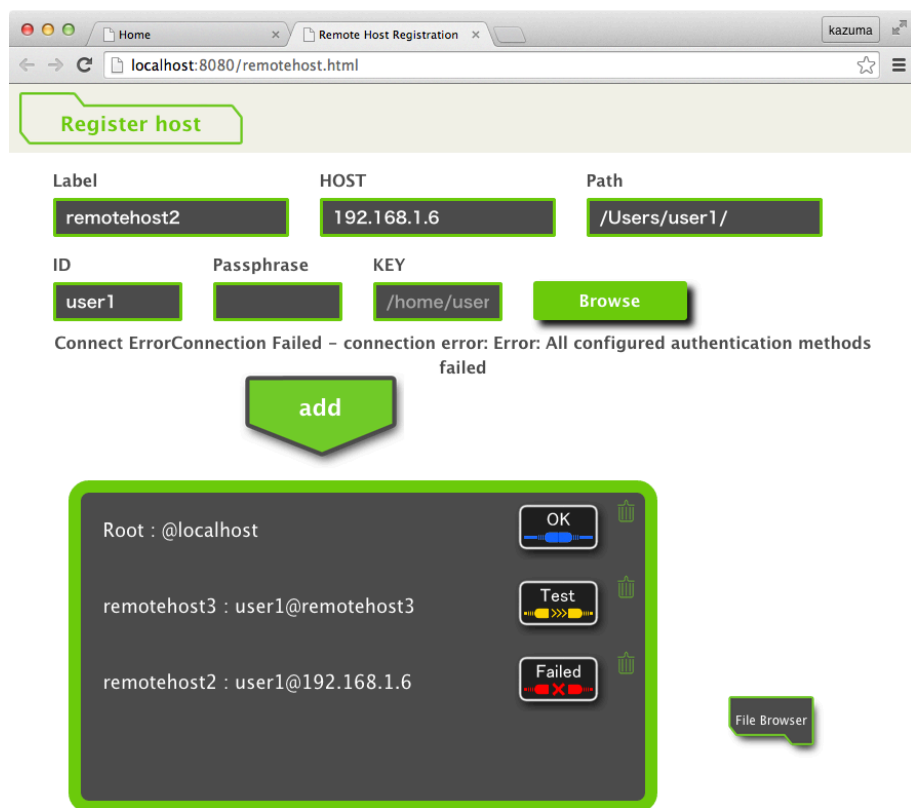 Home
Remote Host Registration
kazuma
localhost:8080/remotehost.html
Register host
Label HOST Path
remotehost2 192.168.1.6 /Users/user1/
ID Passphrase KEY
user1 /home/user Browse
Connect ErrorConnection Failed – connection error: Error: All configured authentication methods
failed
add
Root : @localhost OK
remotehost3 : user1@remotehost3 Test
remotehost2 : user1@192.168.1.6 Failed
File Browser